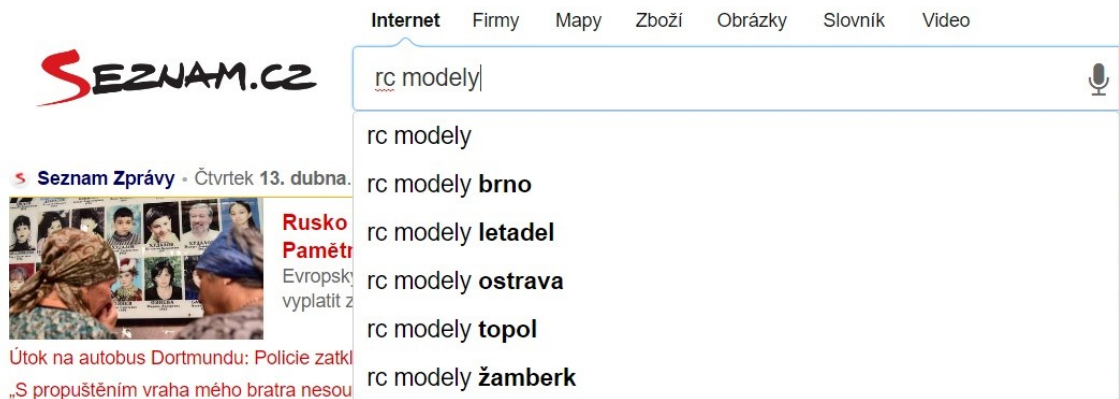 Internet Firmy Mapy Zboží Obrázky Slovník Video
SEZNAM.CZ
rc modely
rc modely
rc modely brno
rc modely letadel
rc modely ostrava
rc modely topol
rc modely žamberk
Seznam Zprávy • Čtvrtek 13. dubna.
Rusko
Pamětr
Evropsky
vyplatit z
Útok na autobus Dortmundu: Policie zatkl
„S propuštěním vraha mého bratra nesou